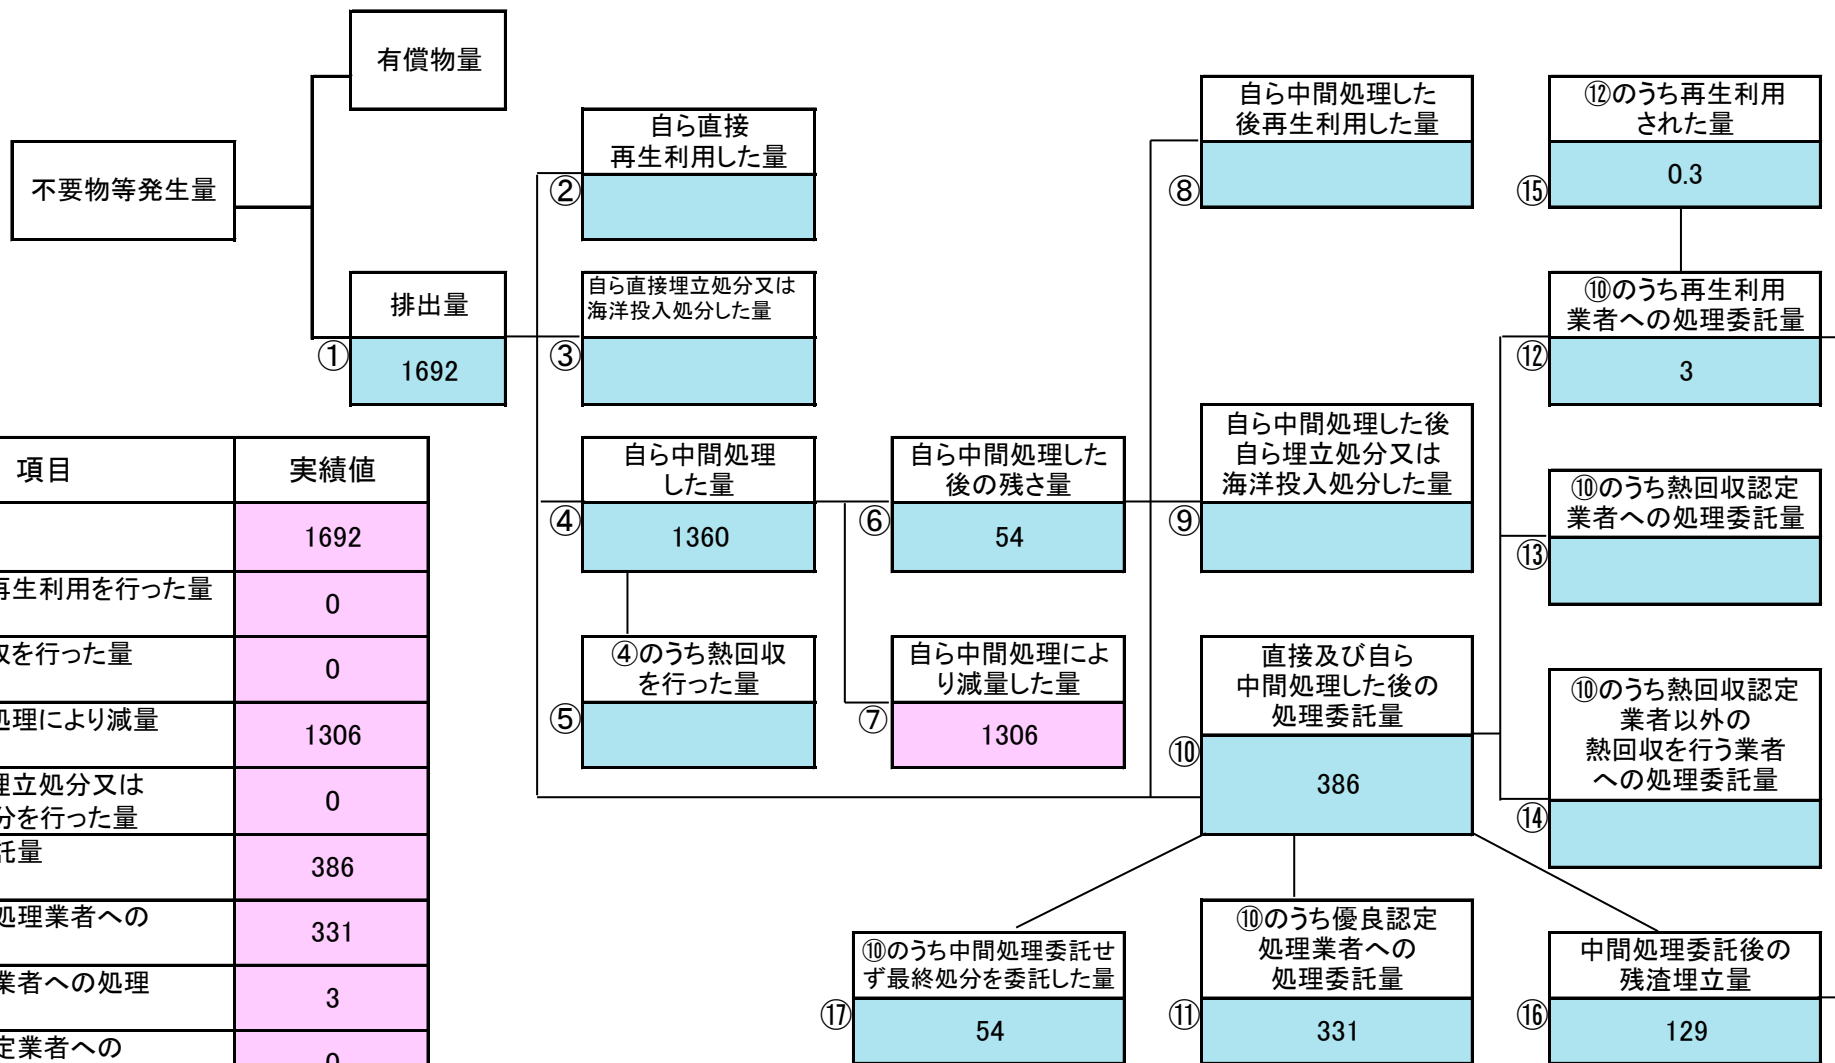 有償物量
不要物等発生量
排出量
①
1692
自ら直接
再生利用した量
②
自ら直接埋立処分又は
海洋投入処分した量
③
自ら中間処理
した量
④
1360
④のうち熱回収
を行った量
⑤
自ら中間処理した
後の残さ量
⑥
54
自ら中間処理によ
り減量した量
⑦
1306
自ら中間処理した
後再生利用した量
⑧
自ら中間処理した後
自ら埋立処分又は
海洋投入処分した量
⑨
直接及び自ら
中間処理した後の
処理委託量
⑩
386
⑫のうち再生利用
された量
⑮
0.3
⑩のうち再生利用
業者への処理委託量
⑫
3
⑩のうち熱回収認定
業者への処理委託量
⑬
⑩のうち熱回収認定
業者以外の
熱回収を行う業者
への処理委託量
⑭
⑩のうち中間処理委託せ
ず最終処分を委託した量
⑰
54
⑩のうち優良認定
処理業者への
処理委託量
⑪
331
中間処理委託後の
残渣埋立量
⑯
129
項目 実績値
1692
再生利用を行った量
0
を行った量
0
処理により減量
1306
埋立処分又は
分を行った量
0
託量
386
処理業者への
331
業者への処理
3
定業者への
0